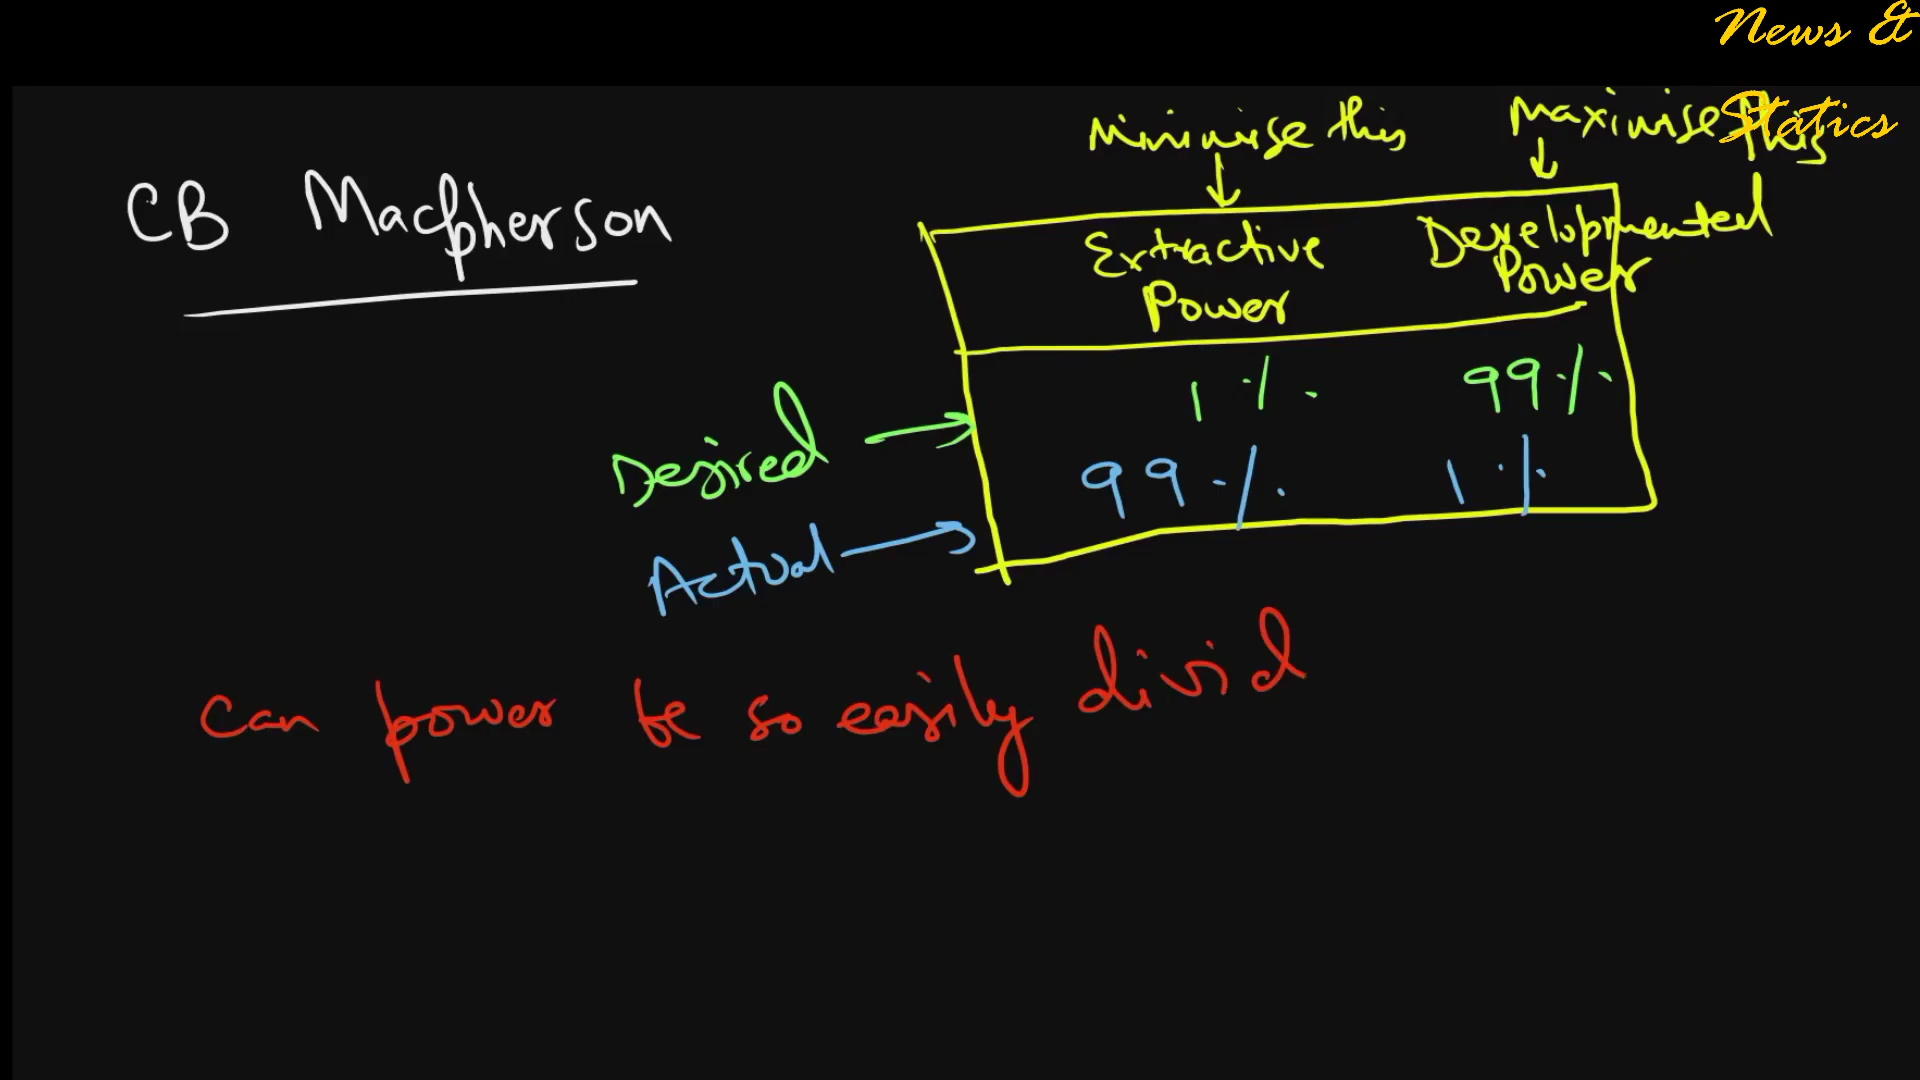 News &
Statics
Minimise this
Maximise this
CB Macpherson
Extractive Power
Developmental Power
Desired → 1% 99%
Actual → 99% 1%
Can power be so easily divid